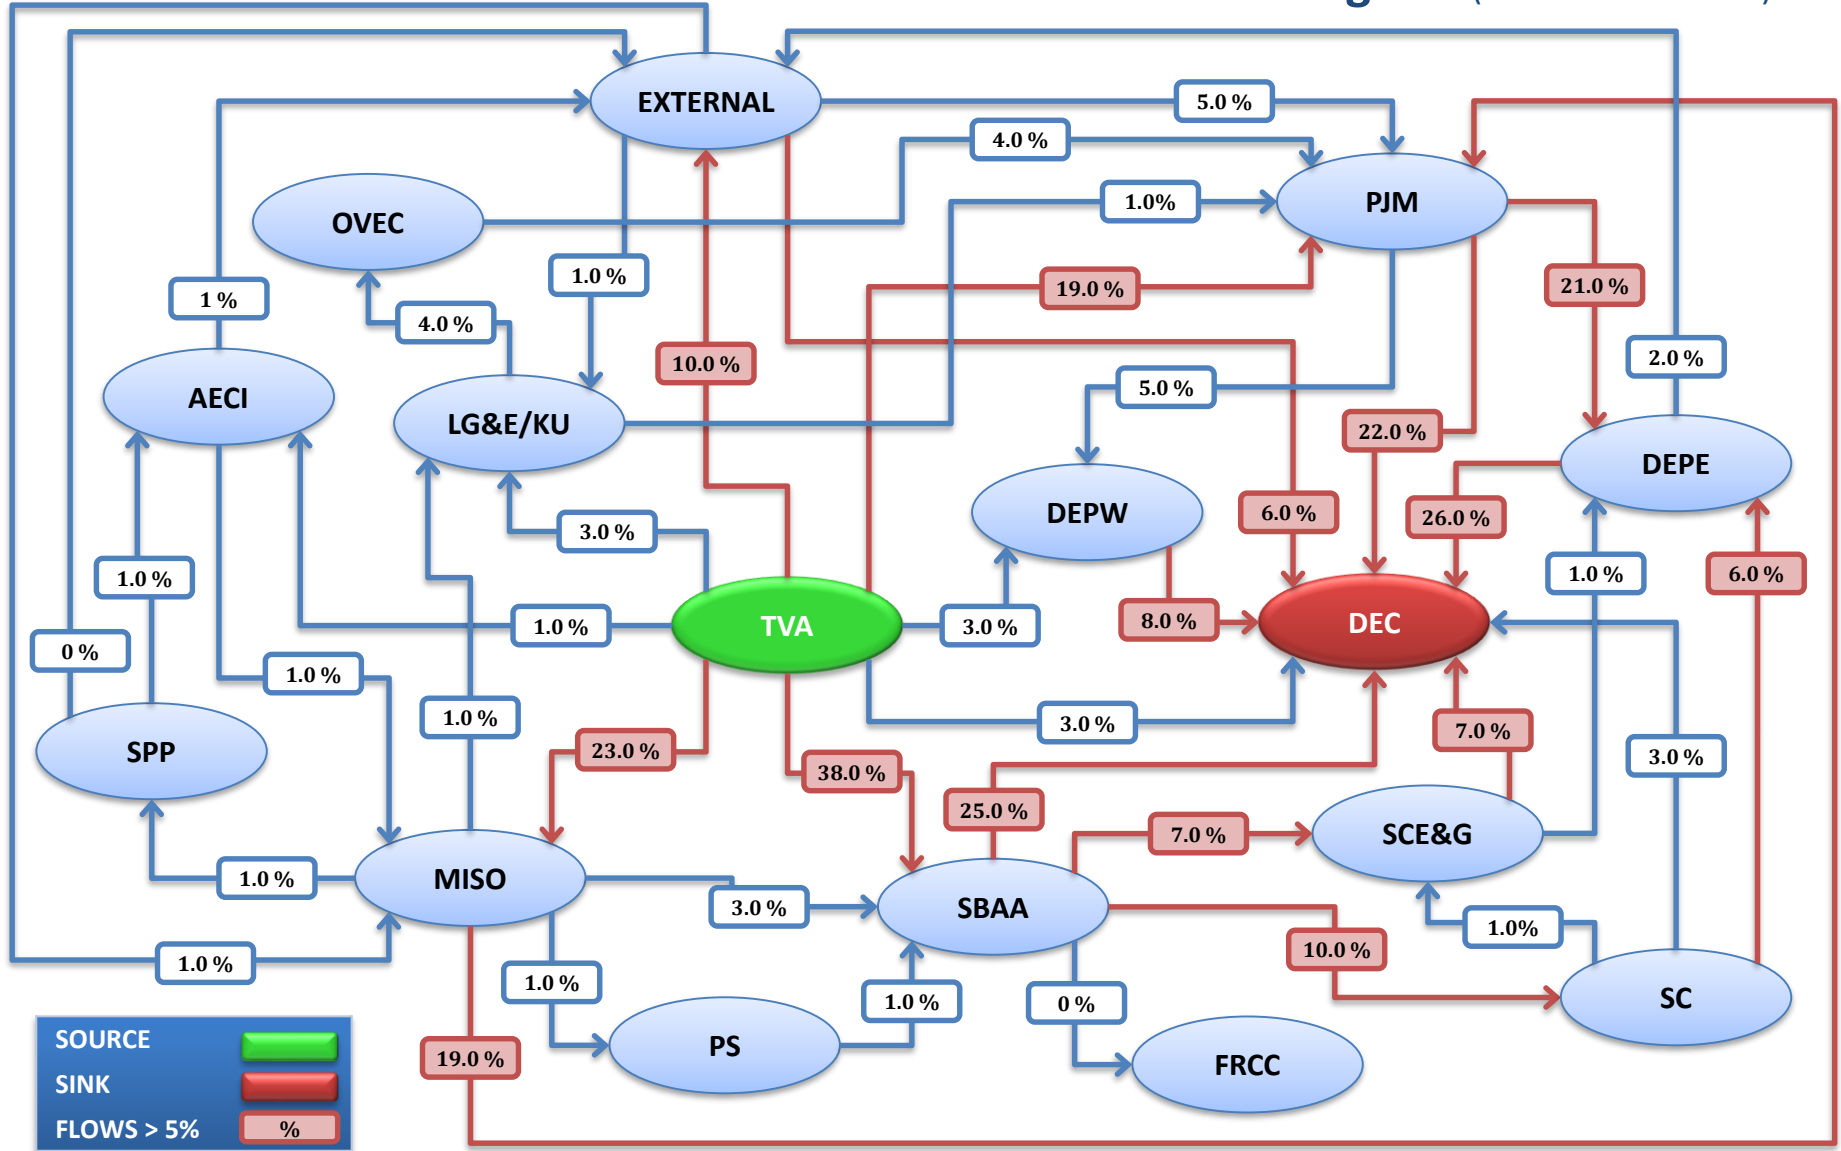 EXTERNAL
5.0 %
4.0 %
OVEC
1.0%
PJM
1.0 %
19.0 %
21.0 %
1 %
4.0 %
10.0 %
5.0 %
2.0 %
AECI
LG&E/KU
22.0 %
DEPE
DEPW
6.0 %
26.0 %
3.0 %
1.0 %
1.0 %
6.0 %
1.0 %
TVA
3.0 %
8.0 %
DEC
0 %
1.0 %
1.0 %
3.0 %
7.0 %
SPP
23.0 %
38.0 %
3.0 %
25.0 %
7.0 %
SCE&G
1.0 %
MISO
3.0 %
SBAA
1.0%
10.0 %
1.0 %
1.0 %
1.0 %
0 %
SC
SOURCE
19.0 %
PS
FRCC
SINK
FLOWS > 5%
%